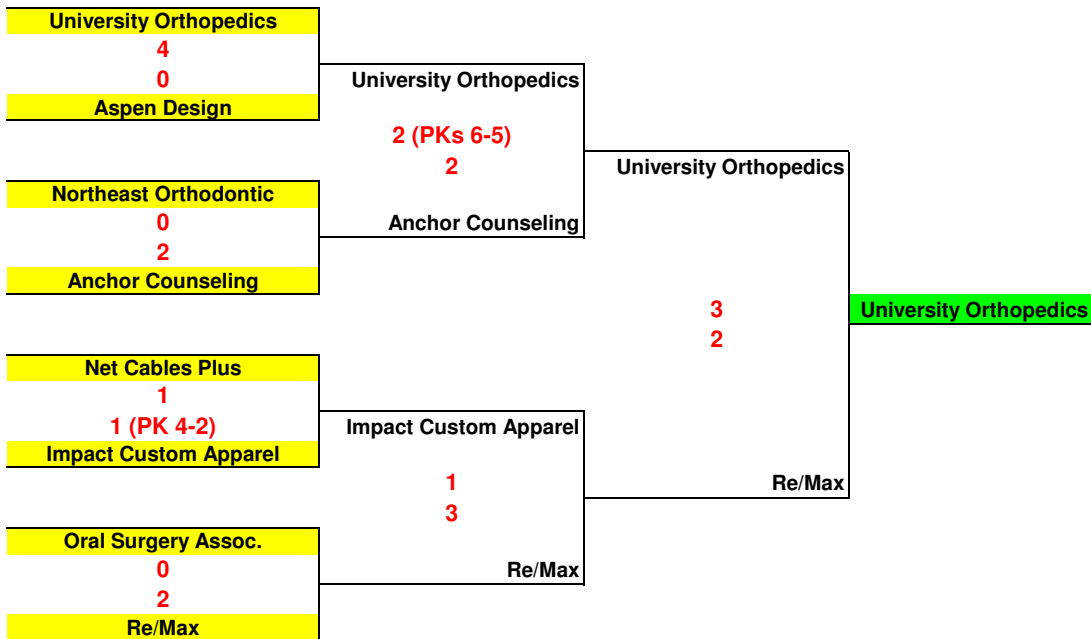 University Orthopedics
4
0
Aspen Design
Northeast Orthodontic
0
2
Anchor Counseling
Net Cables Plus
1
1 (PK 4-2)
Impact Custom Apparel
Oral Surgery Assoc.
0
2
Re/Max
University Orthopedics
2 (PKs 6-5)
2
Anchor Counseling
Impact Custom Apparel
1
3
Re/Max
University Orthopedics
3
2
Re/Max
University Orthopedics